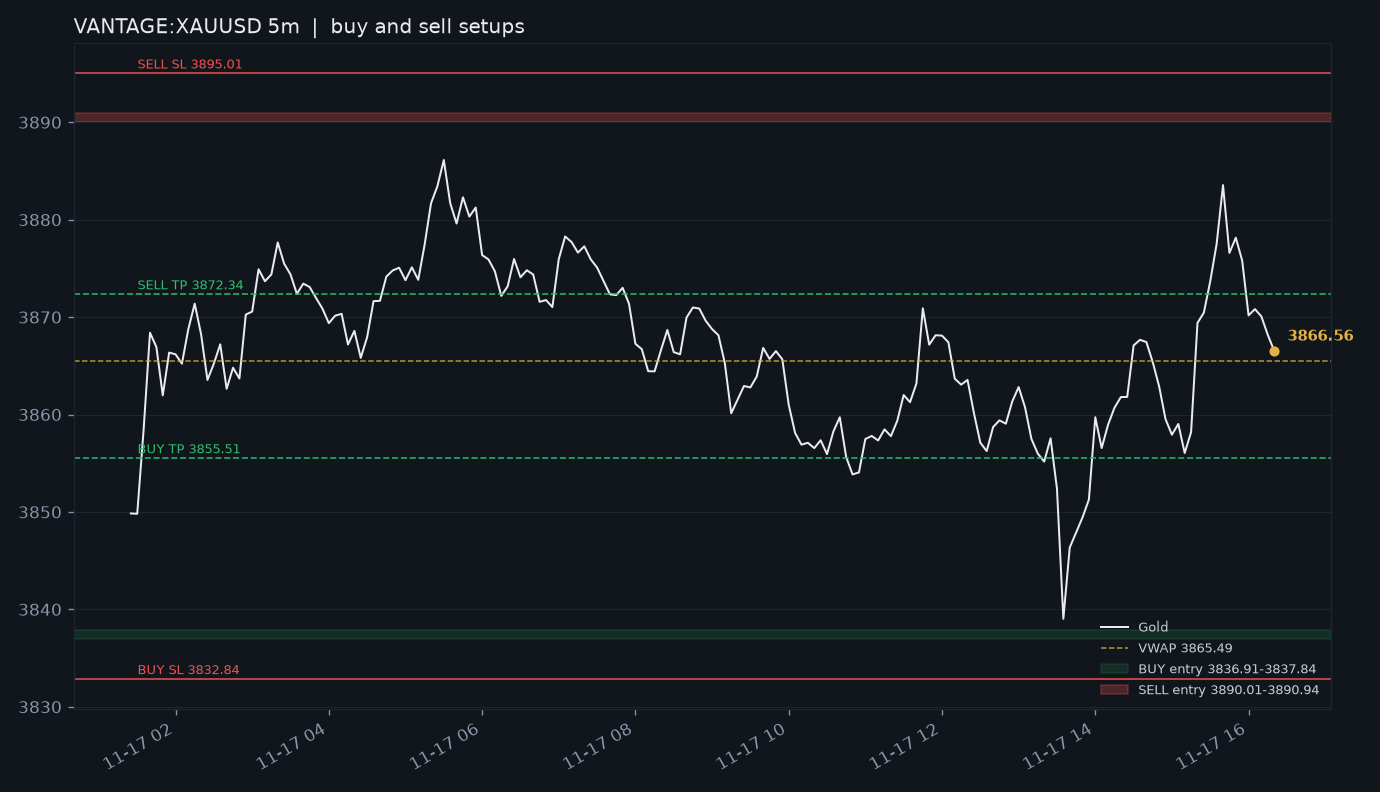 VANTAGE:XAUUSD 5m | buy and sell setups
SELL SL 3895.01
3890
3880
SELL TP 3872.34
3870
3866.56
3860
BUY TP 3855.51
3850
3840
Gold
VWAP 3865.49
BUY entry 3836.91-3837.84
SELL entry 3890.01-3890.94
BUY SL 3832.84
3830
11-17 02
11-17 04
11-17 06
11-17 08
11-17 10
11-17 12
11-17 14
11-17 16